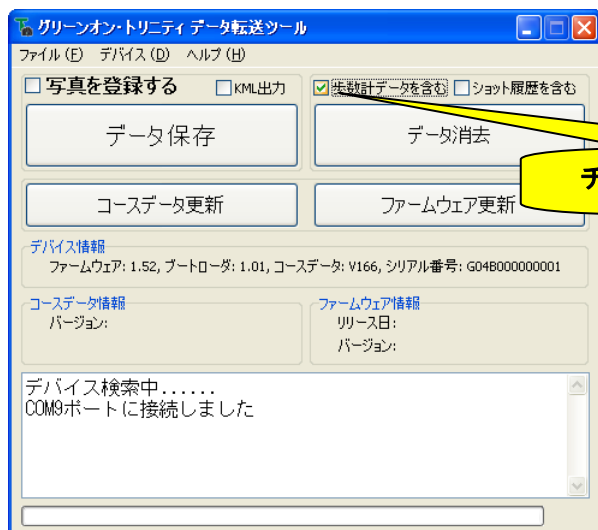 グリーンオン・トリニティ データ転送ツール
ファイル(F) デバイス(D) ヘルプ(H)
写真を登録する KML出力 歩数計データを含む ショット履歴を含む
データ保存 データ消去
コースデータ更新 ファームウェア更新
デバイス情報
ファームウェア: 1.52, ブートローダ: 1.01, コースデータ: V166, シリアル番号: G04B000000001
コースデータ情報 ファームウェア情報
バージョン: リリース日:
バージョン:
デバイス検索中......
COM9ポートに接続しました